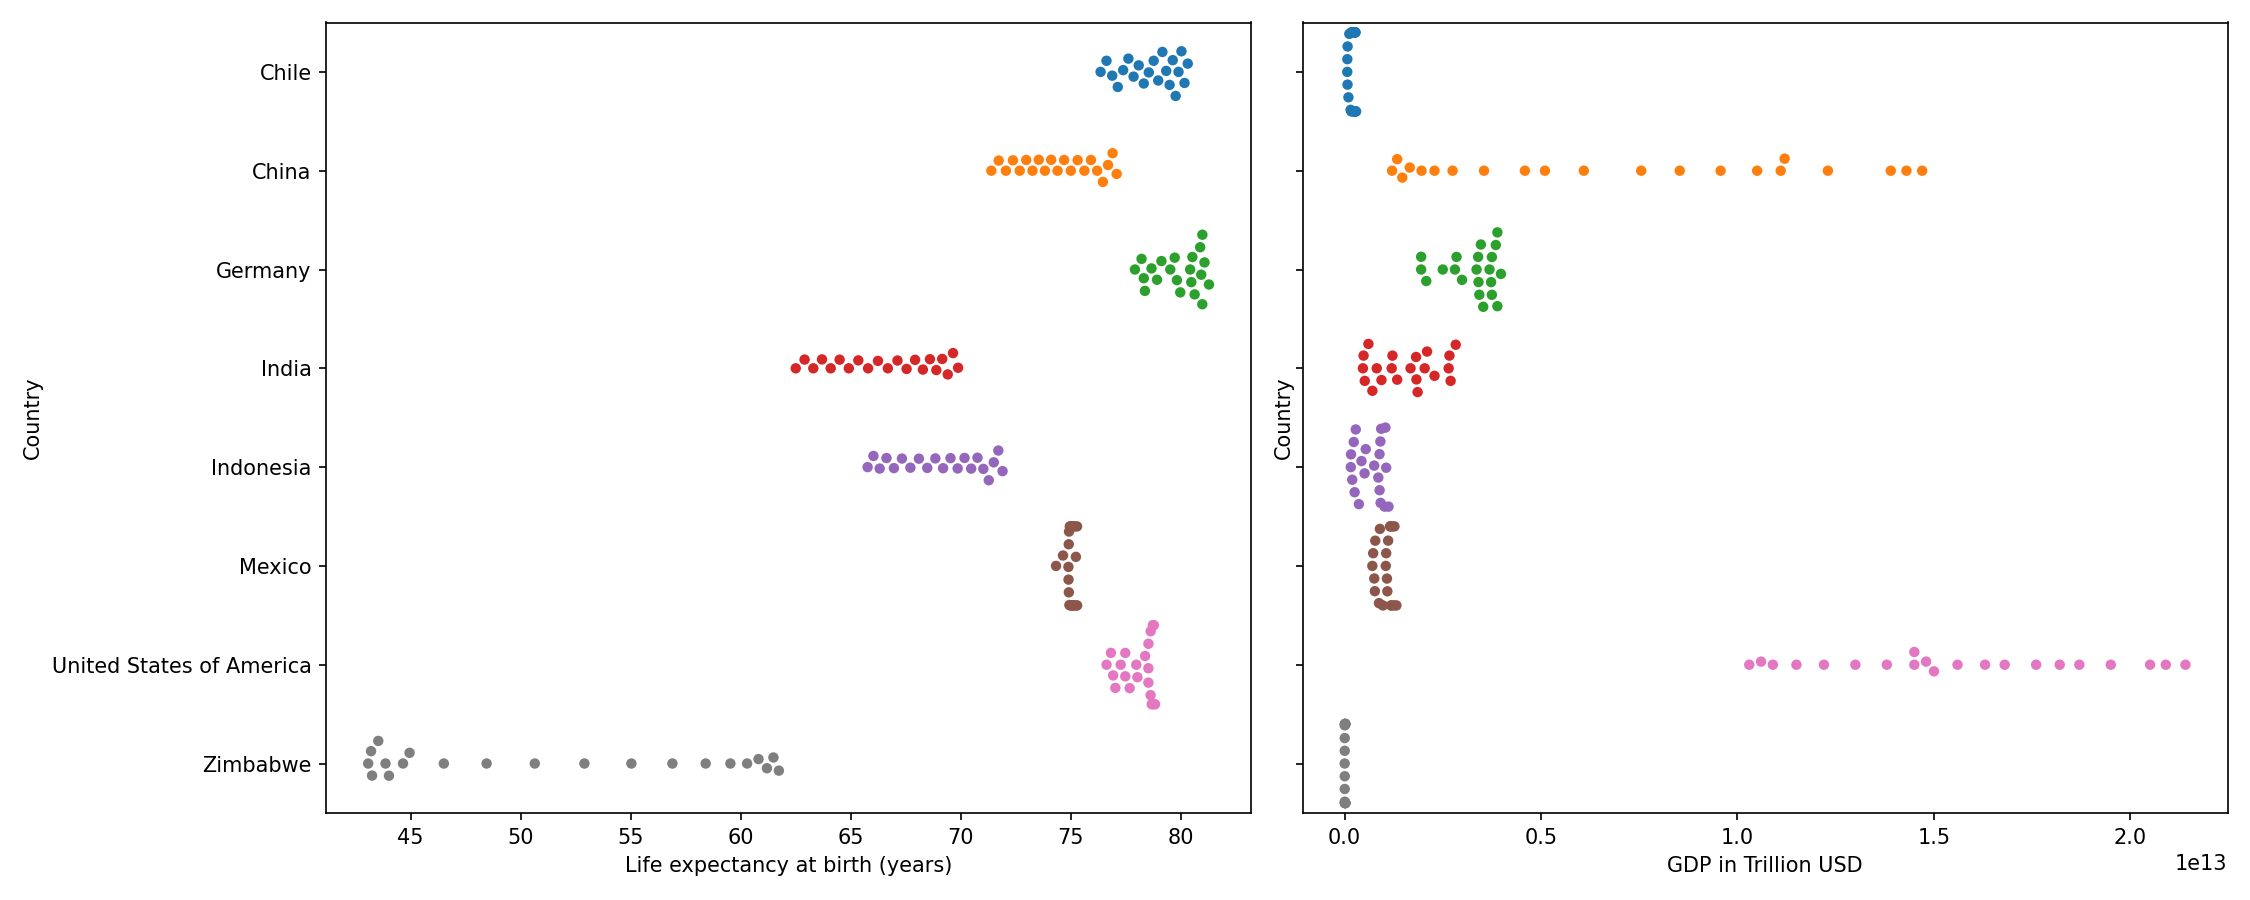 Country
Chile
China
Germany
India
Indonesia
Mexico
United States of America
Zimbabwe
45 50 55 60 65 70 75 80
Life expectancy at birth (years)
Country
0.0 0.5 1.0 1.5 2.0
1e13
GDP in Trillion USD